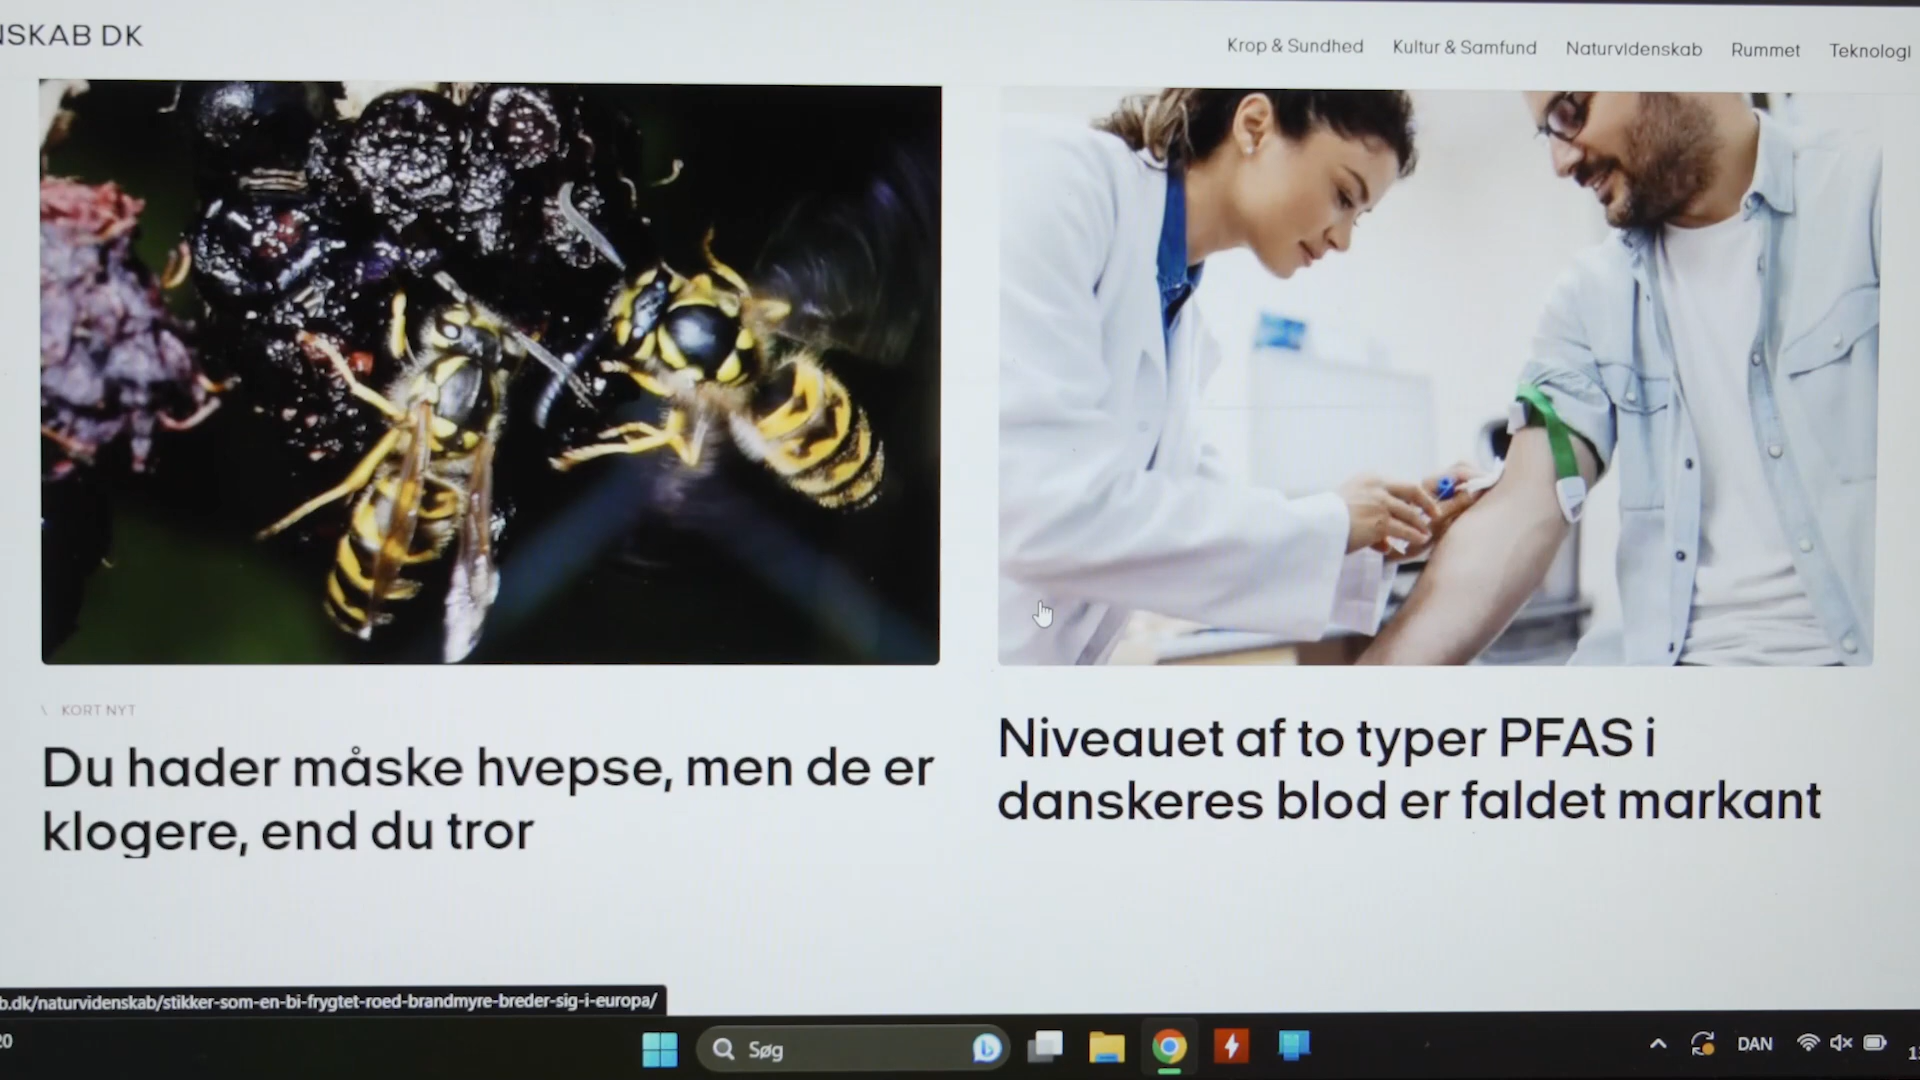 NSKAB DK
Krop & Sundhed Kultur & Samfund Naturvidenskab Rummet Teknologi
\ KORT NYT
Du hader måske hvepse, men de er
klogere, end du tror
Niveauet af to typer PFAS i
danskeres blod er faldet markant
b.dk/naturvidenskab/stikker-som-en-bi-frygtet-roed-brandmyre-breder-sig-i-europa/
Søg
DAN